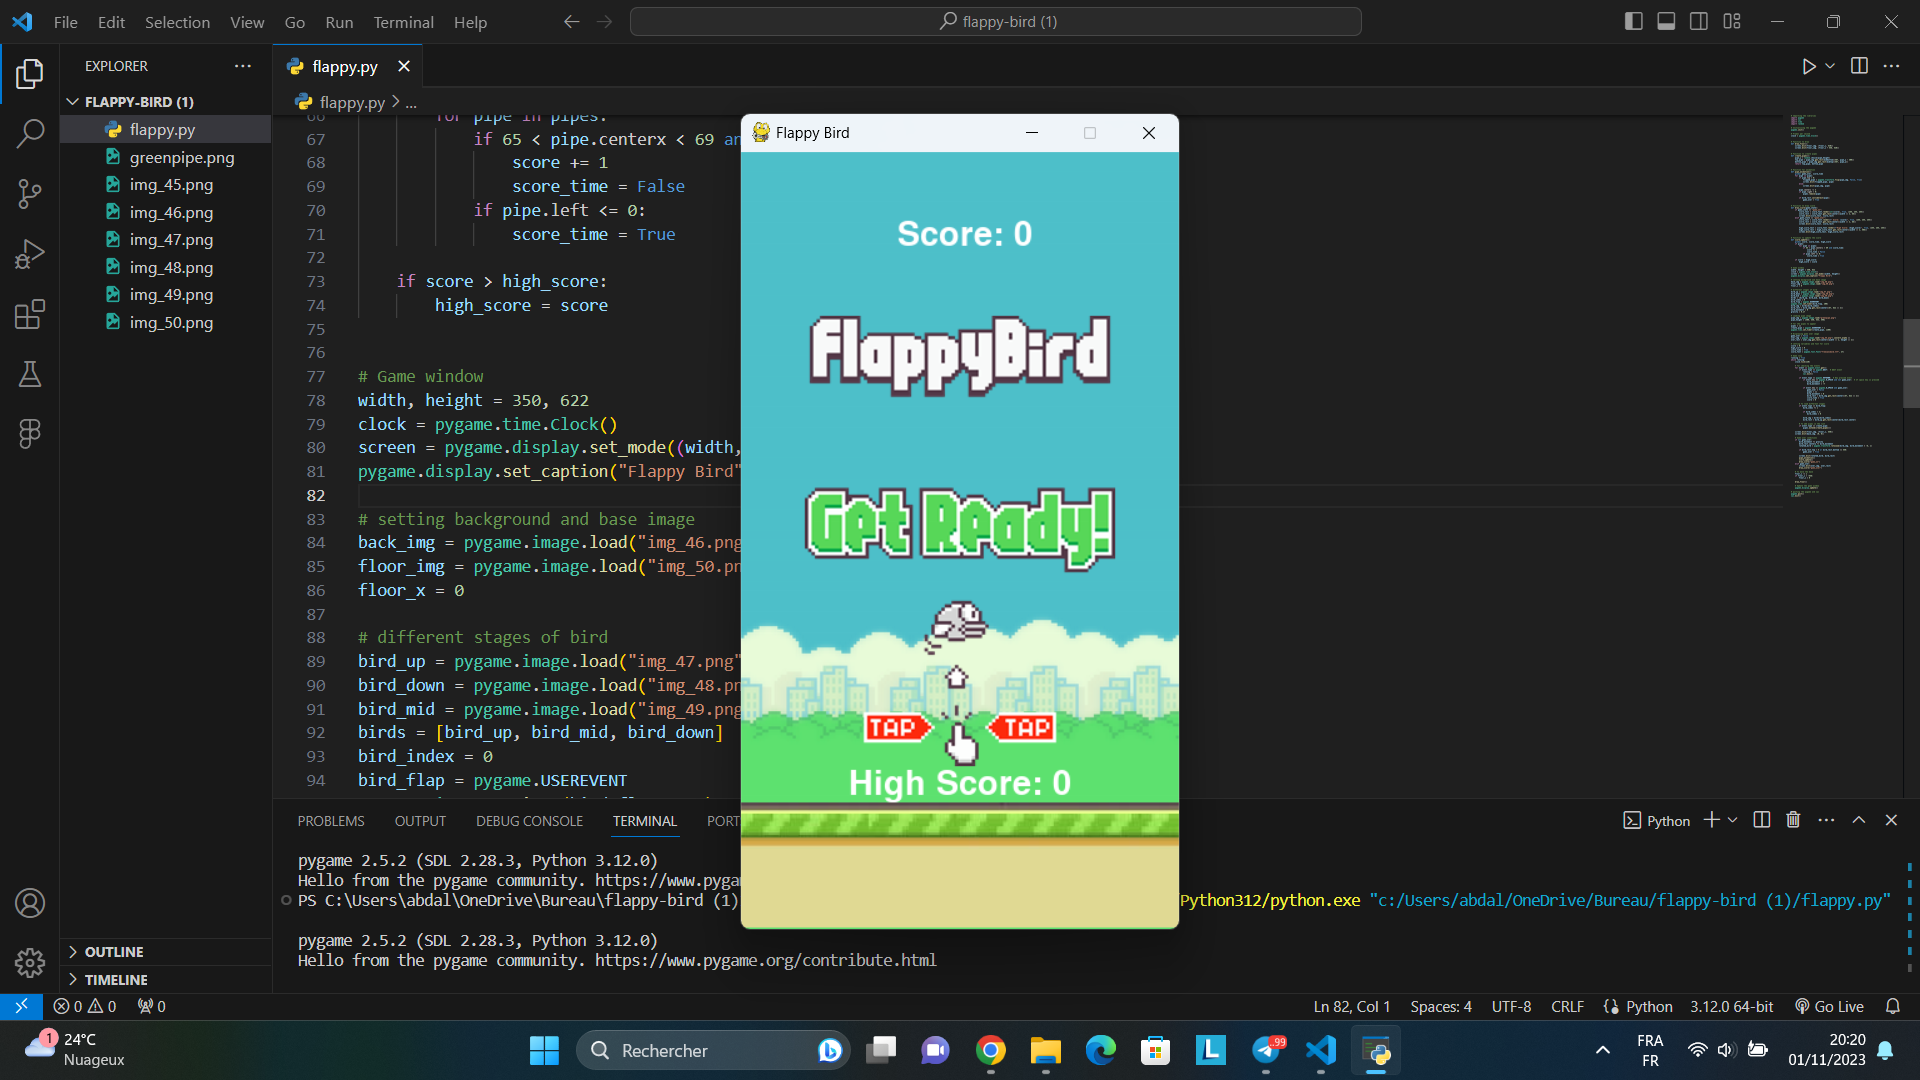 File Edit Selection View Go Run Terminal Help
flappy-bird (1)
EXPLORER
flappy.py
FLAPPY-BIRD (1)
flappy.py
greenpipe.png
img_45.png
img_46.png
img_47.png
img_48.png
img_49.png
img_50.png
OUTLINE
TIMELINE
flappy.py > ...
66 for pipe in pipes:
67 if 65 < pipe.centerx < 69 an
68 score += 1
69 score_time = False
70 if pipe.left <= 0:
71 score_time = True
72
73 if score > high_score:
74 high_score = score
75
76
77 # Game window
78 width, height = 350, 622
79 clock = pygame.time.Clock()
80 screen = pygame.display.set_mode((width,
81 pygame.display.set_caption("Flappy Bird"
82
83 # setting background and base image
84 back_img = pygame.image.load("img_46.png
85 floor_img = pygame.image.load("img_50.pn
86 floor_x = 0
87
88 # different stages of bird
89 bird_up = pygame.image.load("img_47.png"
90 bird_down = pygame.image.load("img_48.pn
91 bird_mid = pygame.image.load("img_49.png
92 birds = [bird_up, bird_mid, bird_down]
93 bird_index = 0
94 bird_flap = pygame.USEREVENT
Flappy Bird
Score: 0
FlappyBird
Get Ready!
TAP TAP
High Score: 0
PROBLEMS OUTPUT DEBUG CONSOLE TERMINAL PORT
Python
pygame 2.5.2 (SDL 2.28.3, Python 3.12.0)
Hello from the pygame community. https://www.pyga
PS C:\Users\abdal\OneDrive\Bureau\flappy-bird (1) Python312/python.exe "c:/Users/abdal/OneDrive/Bureau/flappy-bird (1)/flappy.py"
pygame 2.5.2 (SDL 2.28.3, Python 3.12.0)
Hello from the pygame community. https://www.pygame.org/contribute.html
0 0 0
Ln 82, Col 1 Spaces: 4 UTF-8 CRLF Python 3.12.0 64-bit Go Live
1
24°C
Nuageux
Rechercher
L
99
FRA
FR
20:20
01/11/2023